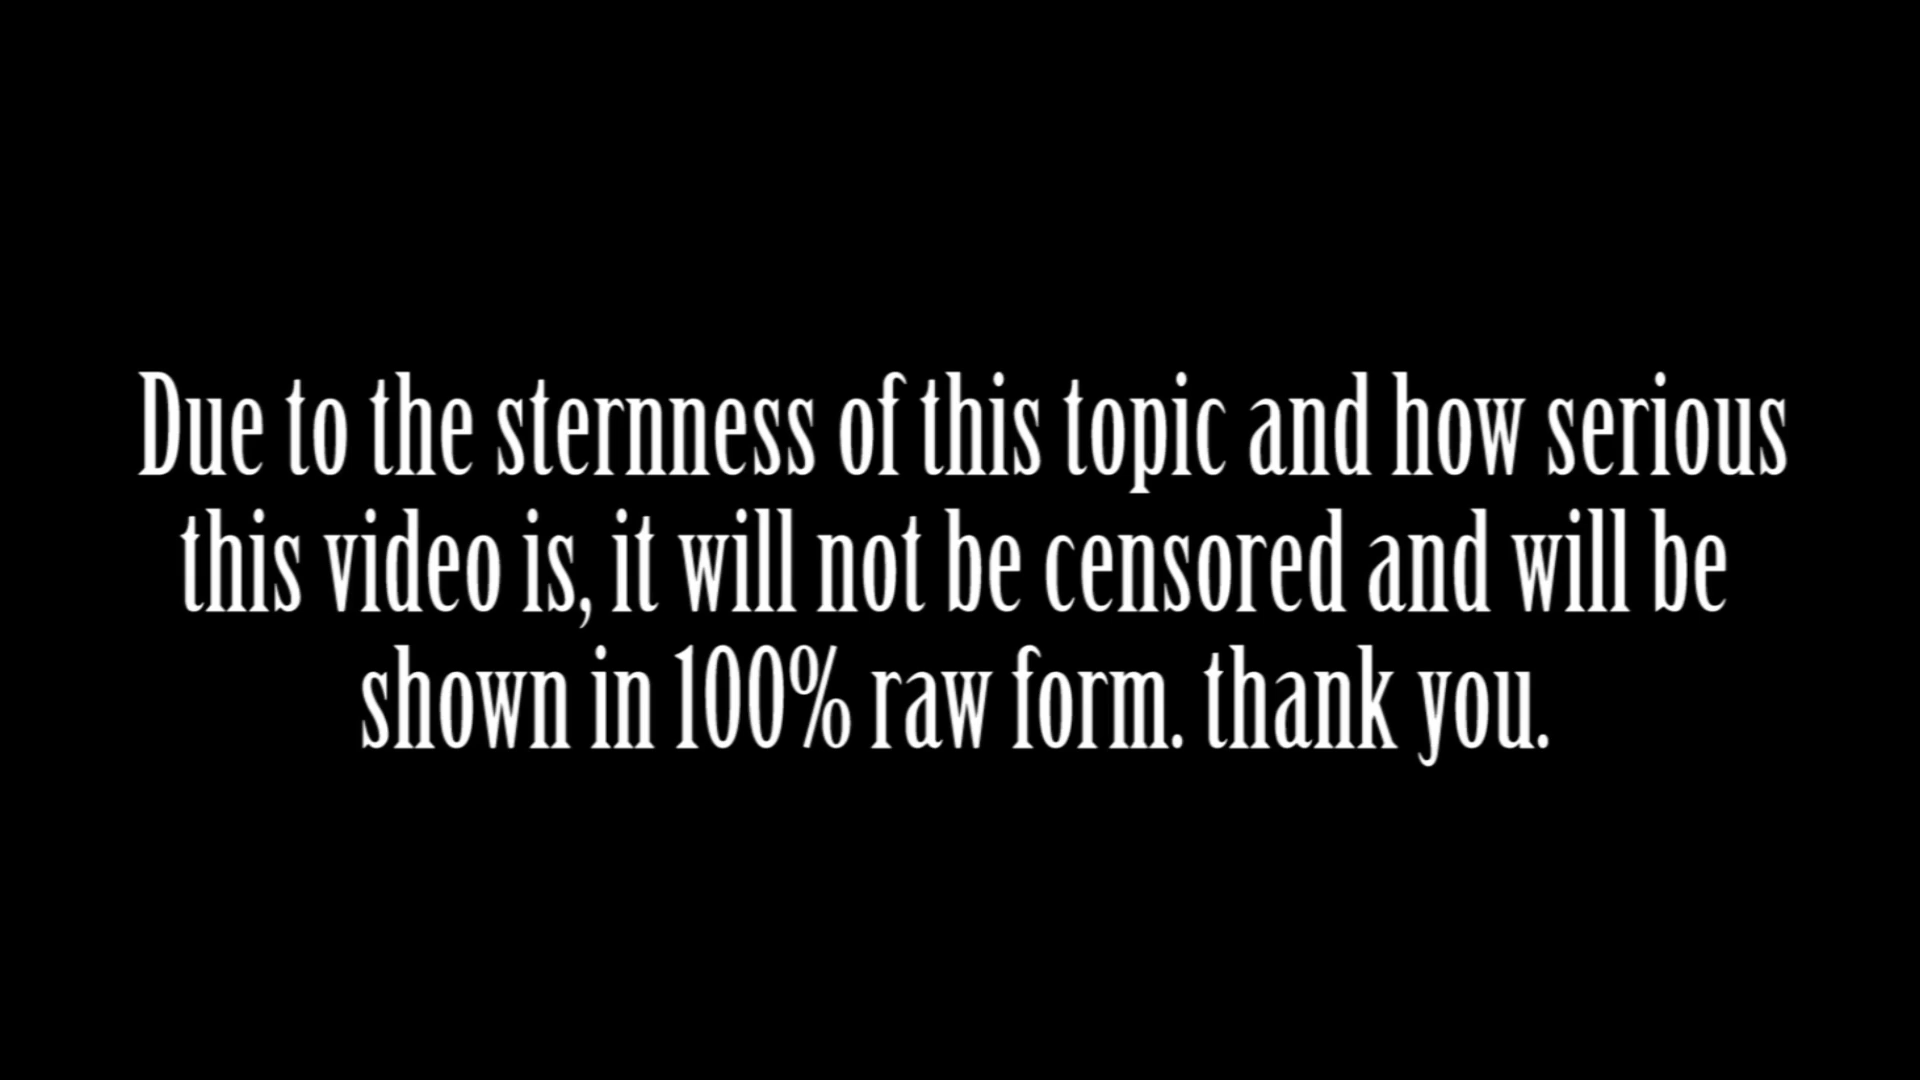 Due to the sternness of this topic and how serious
this video is, it will not be censored and will be
shown in 100% raw form. thank you.